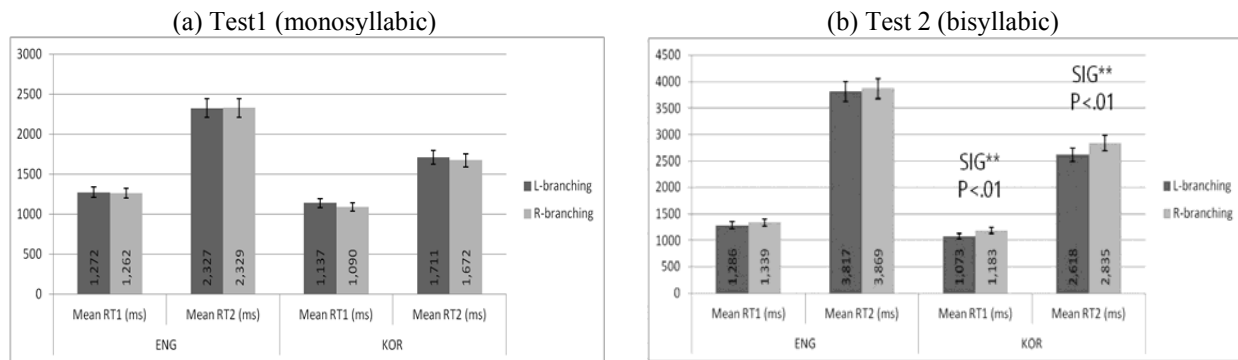 (a) Test1 (monosyllabic)
3000
2500
2000
1500
1000
500
0
1,272
1,262
2,327
2,329
1,137
1,090
1,711
1,672
Mean RT1 (ms)
Mean RT2 (ms)
Mean RT1 (ms)
Mean RT2 (ms)
ENG
KOR
L-branching
R-branching
(b) Test 2 (bisyllabic)
4500
4000
3500
3000
2500
2000
1500
1000
500
0
SIG**
P<.01
SIG**
P<.01
1,286
1,339
3,817
3,869
1,073
1,183
2,618
2,835
Mean RT1 (ms)
Mean RT2 (ms)
Mean RT1 (ms)
Mean RT2 (ms)
ENG
KOR
L-branching
R-branching